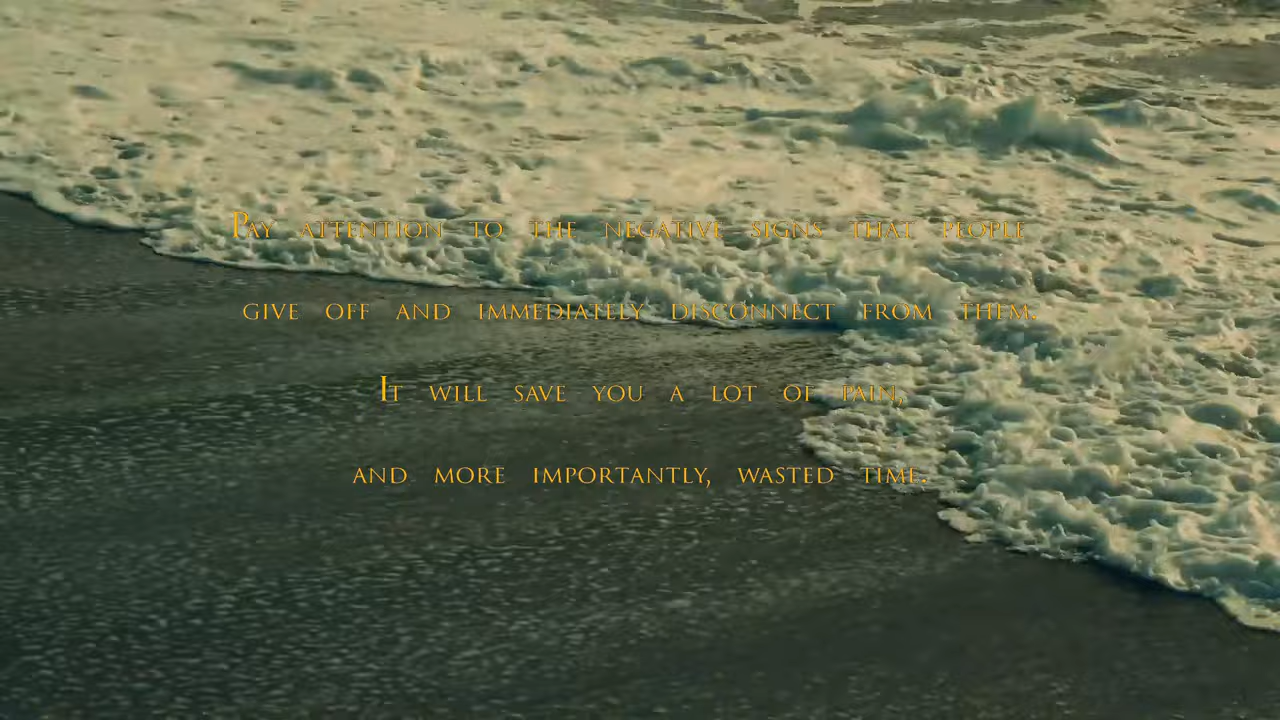 Pay attention to the negative signs that people
give off and immediately disconnect from them.
It will save you a lot of pain,
and more importantly, wasted time.